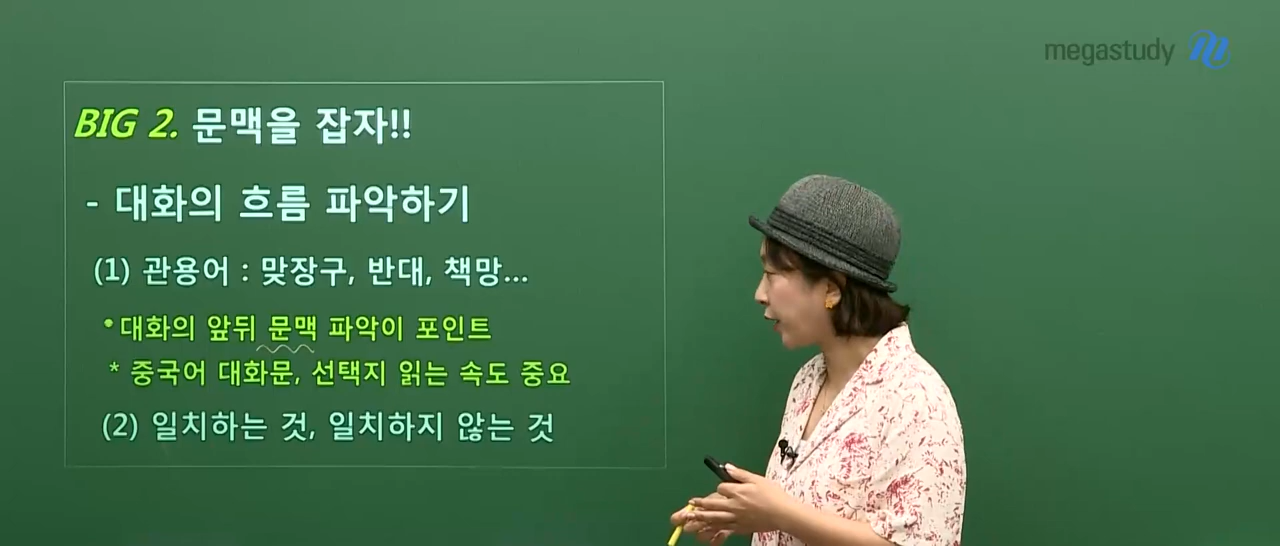 megastudy
BIG 2. 문맥을 잡자!!
- 대화의 흐름 파악하기
(1) 관용어 : 맞장구, 반대, 책망...
•대화의 앞뒤 문맥 파악이 포인트
* 중국어 대화문, 선택지 읽는 속도 중요
(2) 일치하는 것, 일치하지 않는 것